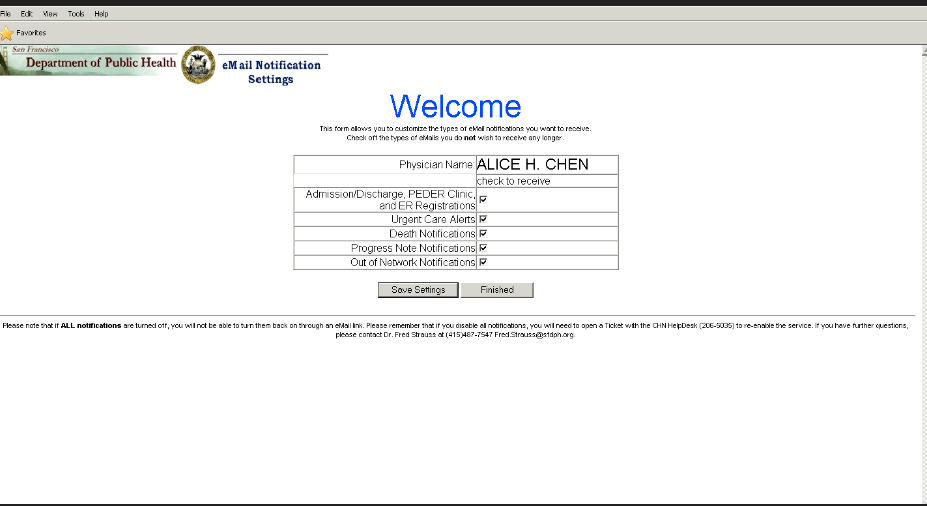 File Edit View Tools Help
Favorites
San Francisco
Department of Public Health
eMail Notification
Settings
Welcome
This form allows you to customize the types of eMail notifications you want to receive.
Check off the types of eMails you do not wish to receive any longer.
Physician Name: ALICE H. CHEN
check to receive
Admission/Discharge, PEDER Clinic,
and ER Registrations
Urgent Care Alerts
Death Notifications
Progress Note Notifications
Out of Network Notifications
Save Settings Finished
Please note that if ALL notifications are turned off, you will not be able to turn them back on through an eMail link. Please remember that if you disable all notifications, you will need to open a Ticket with the CHN HelpDesk (206-5035) to re-enable the service. If you have further questions,
please contact Dr. Fred Strauss at (415)487-7547 Fred.Strauss@sfdph.org.